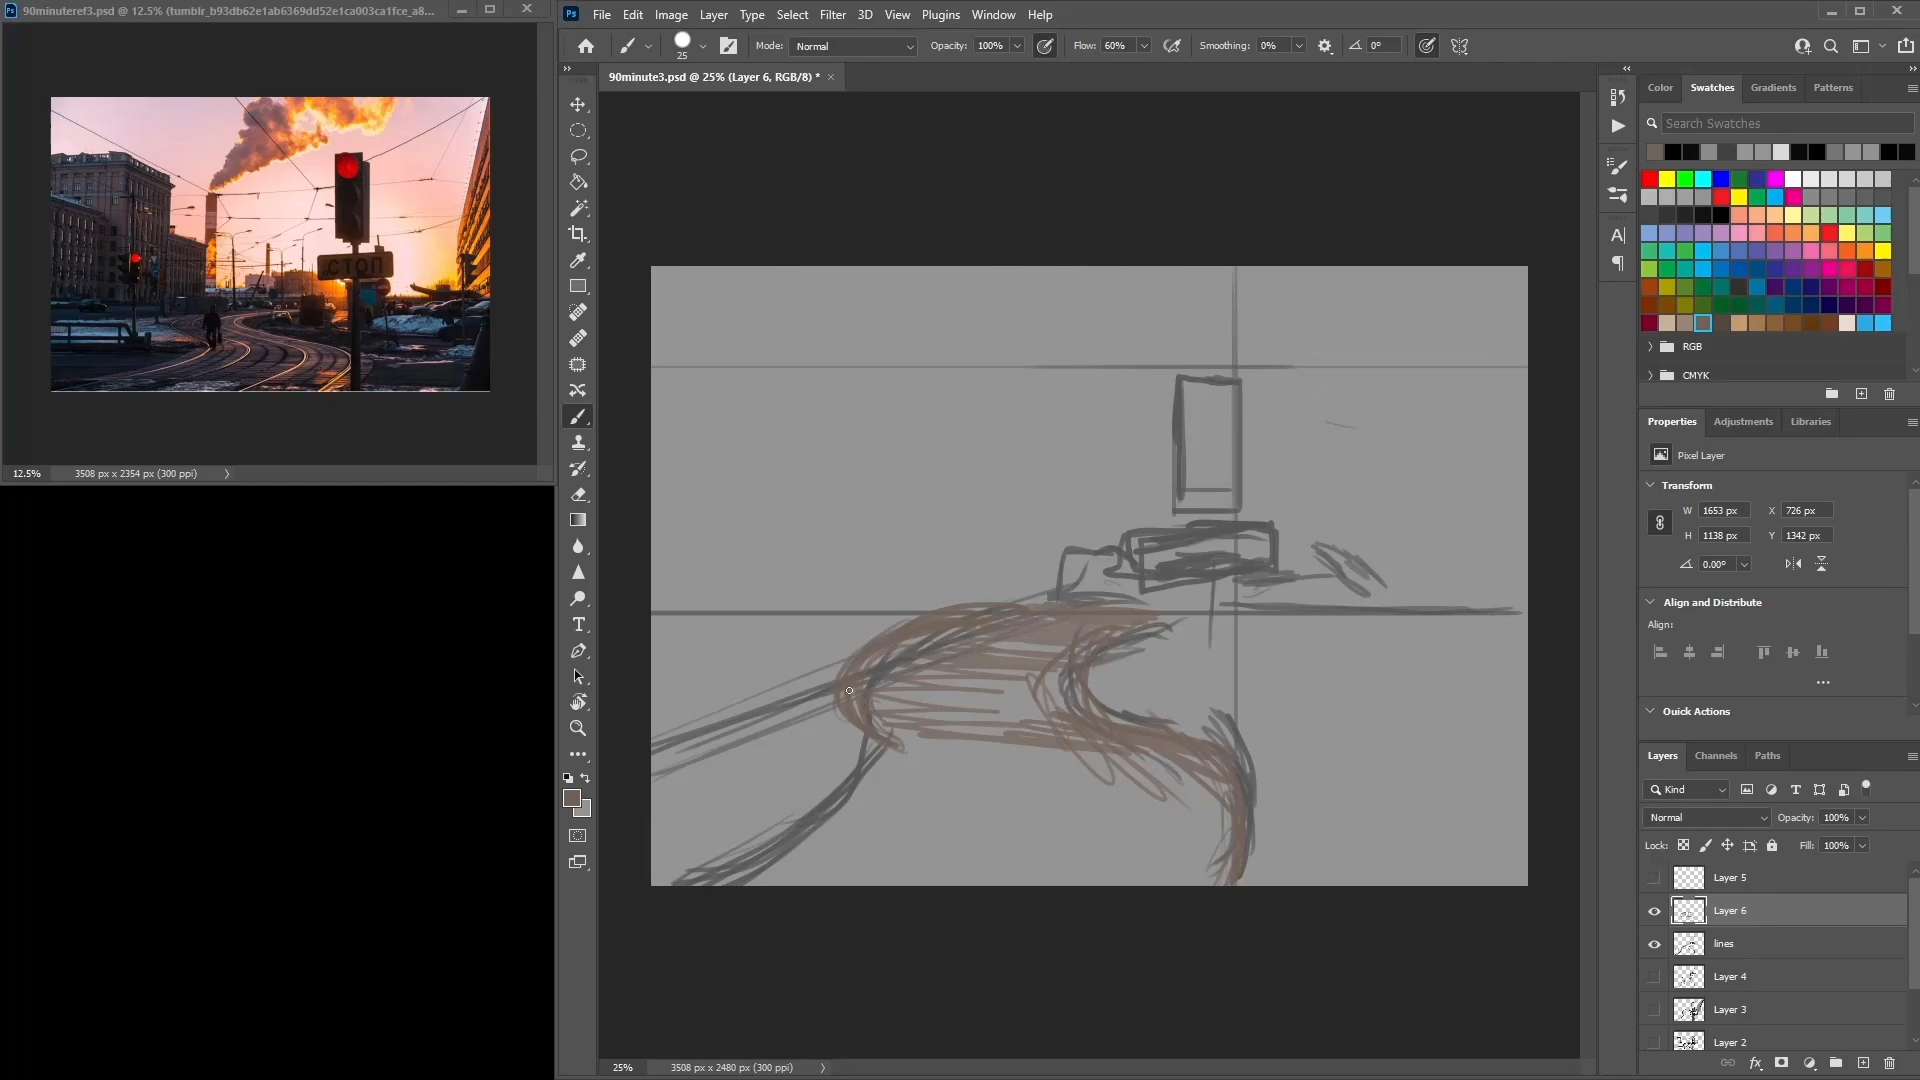 90minuteref3.psd @ 12.5% (tumblr_b93db62e1ab6369dd52e1ca003ca1fce_a8...
Ps File Edit Image Layer Type Select Filter 3D View Plugins Window Help
25 Mode: Normal Opacity: 100% Flow: 60% Smoothing: 0% 0°
90minute3.psd @ 25% (Layer 6, RGB/8) *
СТОП
12.5% 3508 px x 2354 px (300 ppi)
25% 3508 px x 2480 px (300 ppi)
Color Swatches Gradients Patterns
Search Swatches
RGB
CMYK
Properties Adjustments Libraries
Pixel Layer
Transform
W 1653 px X 726 px
H 1138 px Y 1342 px
0.00°
Align and Distribute
Align:
Quick Actions
Layers Channels Paths
Kind
Normal Opacity: 100%
Lock: Fill: 100%
Layer 5
Layer 6
lines
Layer 4
Layer 3
Layer 2